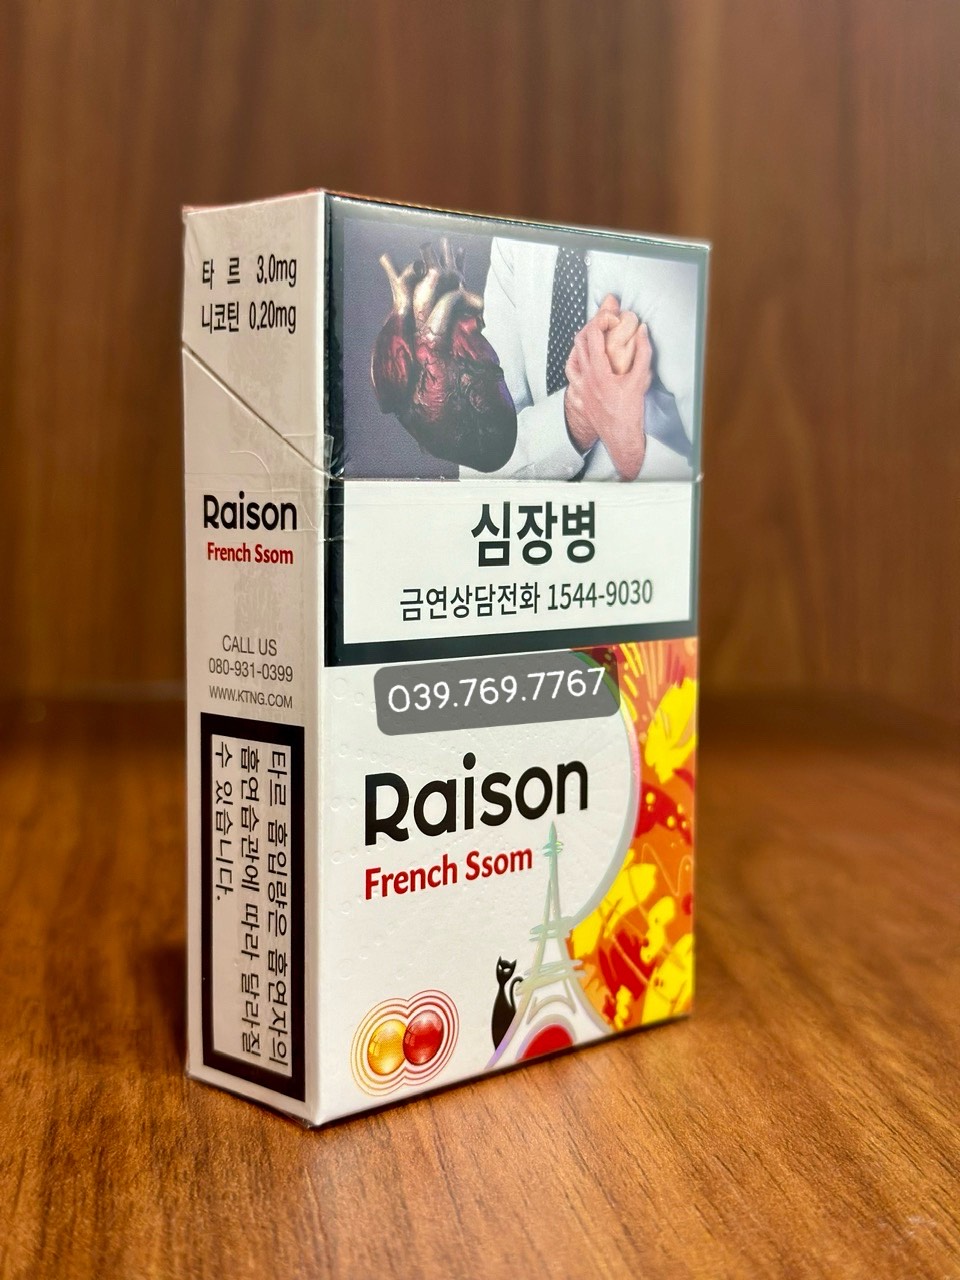 타 르 3.0mg
니코틴 0.20mg
Raison
French Ssom
CALL US
080-931-0399
WWW.KTNG.COM
타르 흡입량은 흡연자의
흡연습관에 따라 달라질
수 있습니다.
심장병
금연상담전화 1544-9030
039.769.7767
Raison
French Ssom